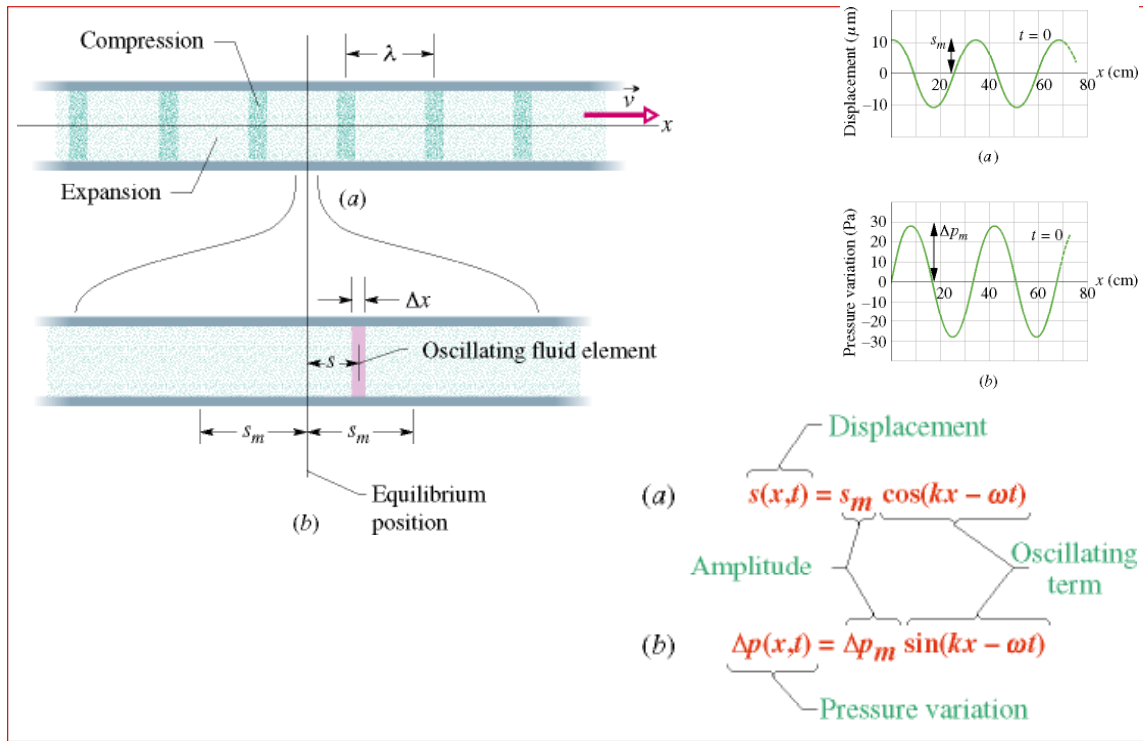 Compression
λ
v
x
Expansion
(a)
Δx
s
Oscillating fluid element
s_m
s_m
Equilibrium
position
(b)
Displacement (μm)
10
0
–10
s_m
t = 0
20
40
60
80
x (cm)
(a)
Pressure variation (Pa)
30
20
10
0
–10
–20
–30
Δp_m
t = 0
20
40
60
80
x (cm)
(b)
Displacement
(a) s(x,t) = s_m cos(kx – ωt)
Amplitude
Oscillating
term
(b) Δp(x,t) = Δp_m sin(kx – ωt)
Pressure variation